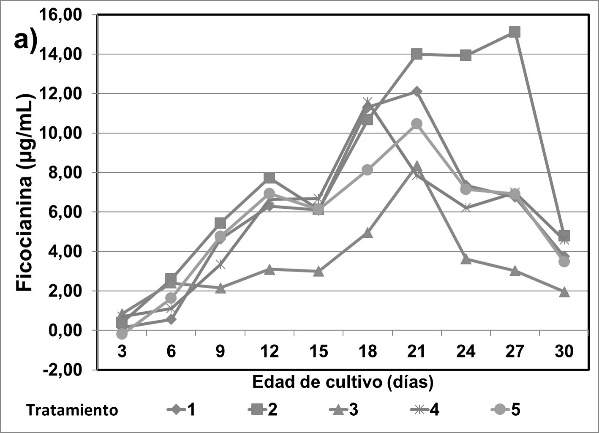 a)
Ficocianina (µg/mL)
16,00
14,00
12,00
10,00
8,00
6,00
4,00
2,00
0,00
-2,00
3 6 9 12 15 18 21 24 27 30
Edad de cultivo (días)
Tratamiento 1 2 3 4 5